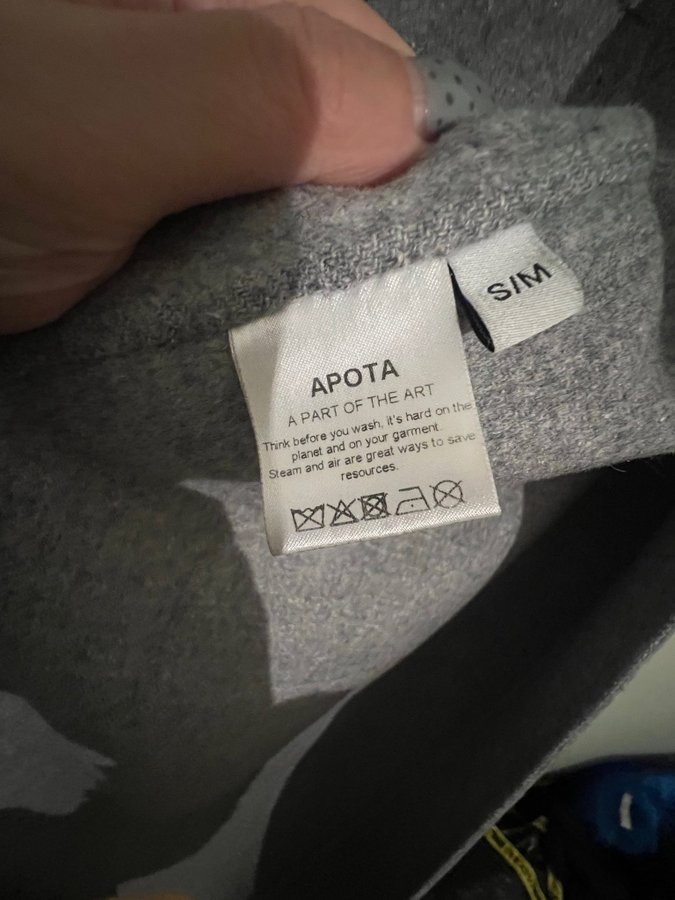 APOTA
A PART OF THE ART
Think before you wash, it's hard on the
planet and on your garment.
Steam and air are great ways to save
resources.
S/M